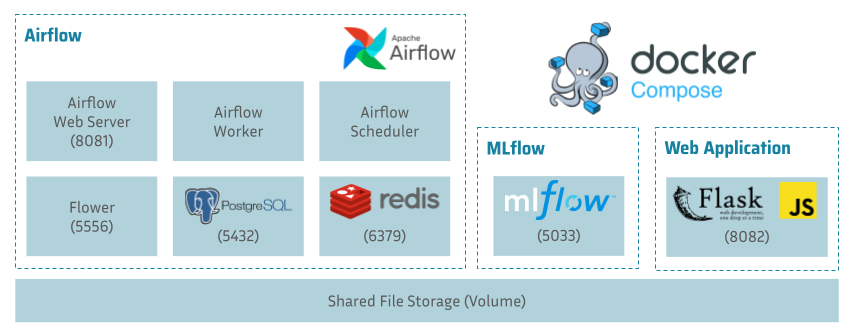 Airflow
Apache
Airflow
docker
Compose
Airflow
Web Server
(8081)
Airflow
Worker
Airflow
Scheduler
MLflow
Web Application
Flower
(5556)
PostgreSQL
(5432)
redis
(6379)
mlflow™
(5033)
Flask
web development,
one drop at a time
JS
(8082)
Shared File Storage (Volume)